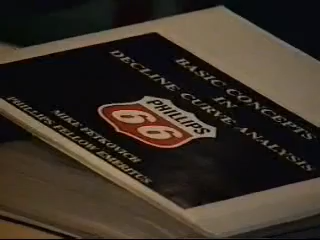 BASIC CONCEPTS
IN
DECLINE CURVE ANALYSIS
PHILLIPS
66
MIKE FETKOVICH
PHILLIPS FELLOW EMERITUS